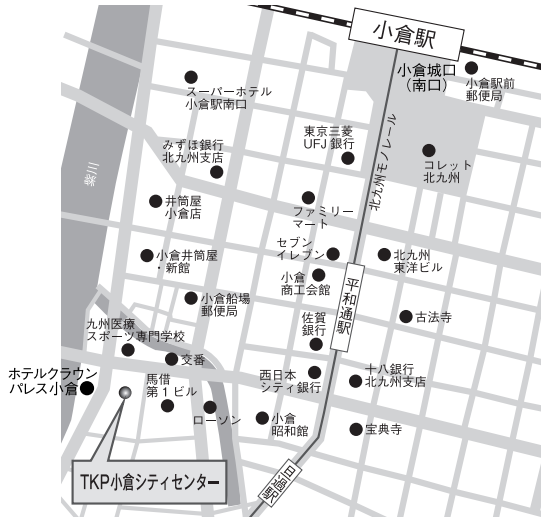 小倉駅
小倉城口
（南口）
小倉駅前
郵便局
スーパーホテル
小倉駅南口
東京三菱
UFJ銀行
みずほ銀行
北九州支店
北九州モノレール
コレット
北九州
井筒屋
小倉店
ファミリー
マート
セブン
イレブン
北九州
東洋ビル
小倉井筒屋
・新館
小倉
商工会館
平和通駅
小倉船場
郵便局
古法寺
佐賀
銀行
九州医療
スポーツ専門学校
交番
ホテルクラウン
パレス小倉
馬借
第1ビル
西日本
シティ銀行
十八銀行
北九州支店
ローソン
小倉
昭和館
宝典寺
旦過駅
TKP小倉シティセンター